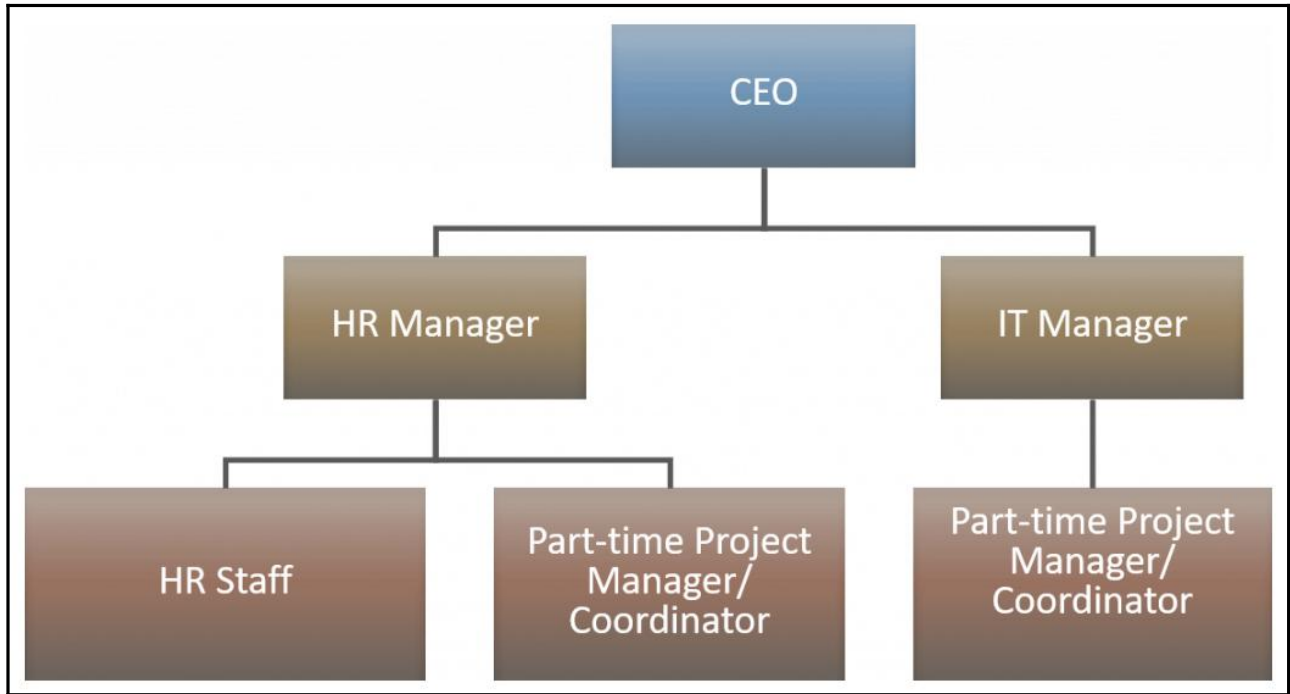 CEO
HR Manager
IT Manager
HR Staff
Part-time Project
Manager/
Coordinator
Part-time Project
Manager/
Coordinator